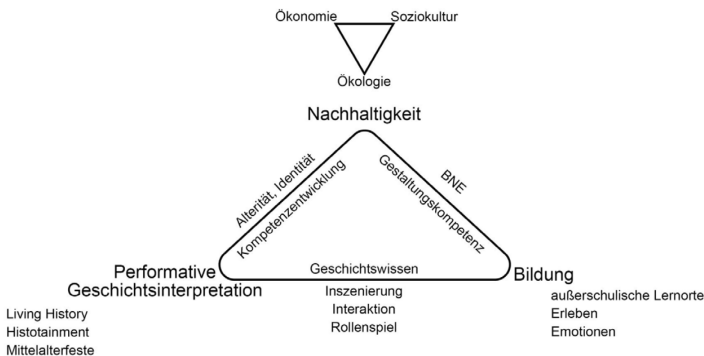 Ökonomie
Soziokultur
Ökologie
Nachhaltigkeit
Alterität, Identität
Kompetenzentwicklung
BNE
Gestaltungskompetenz
Performative
Geschichtsinterpretation
Geschichtswissen
Bildung
Inszenierung
Interaktion
Rollenspiel
Living History
Histotainment
Mittelalterfeste
außerschulische Lernorte
Erleben
Emotionen